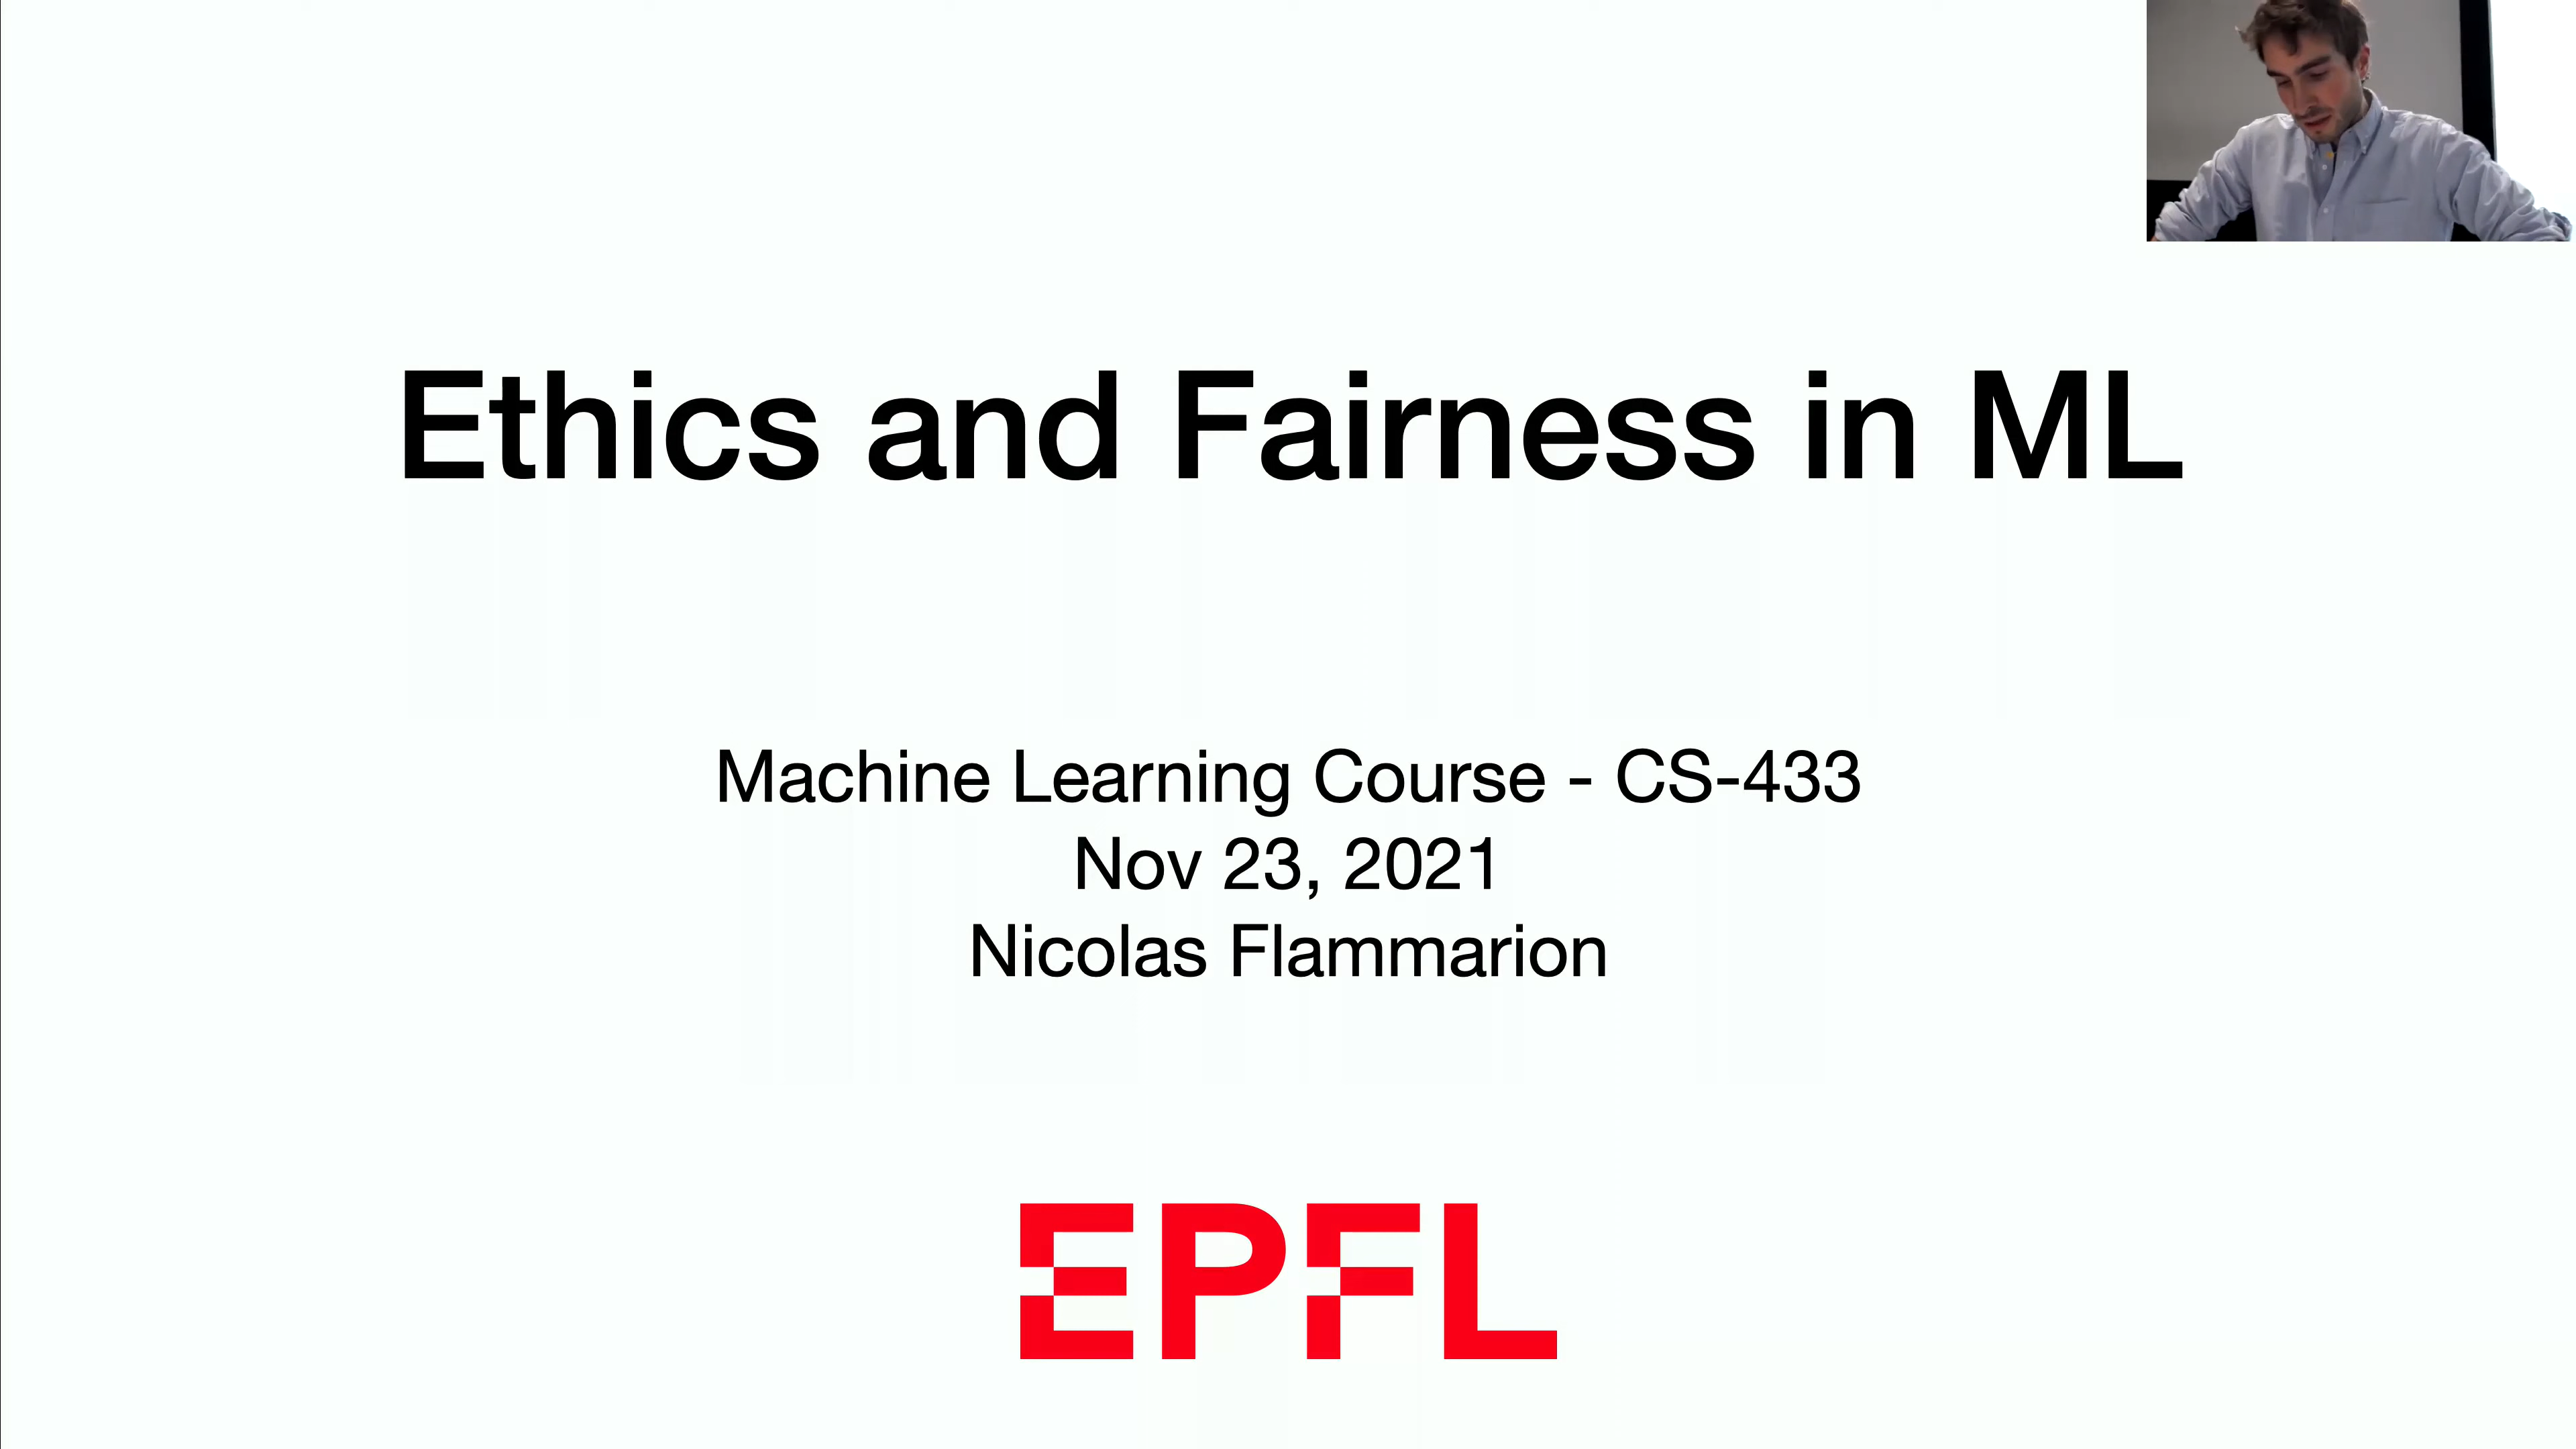 Ethics and Fairness in ML
Machine Learning Course - CS-433
Nov 23, 2021
Nicolas Flammarion
EPFL